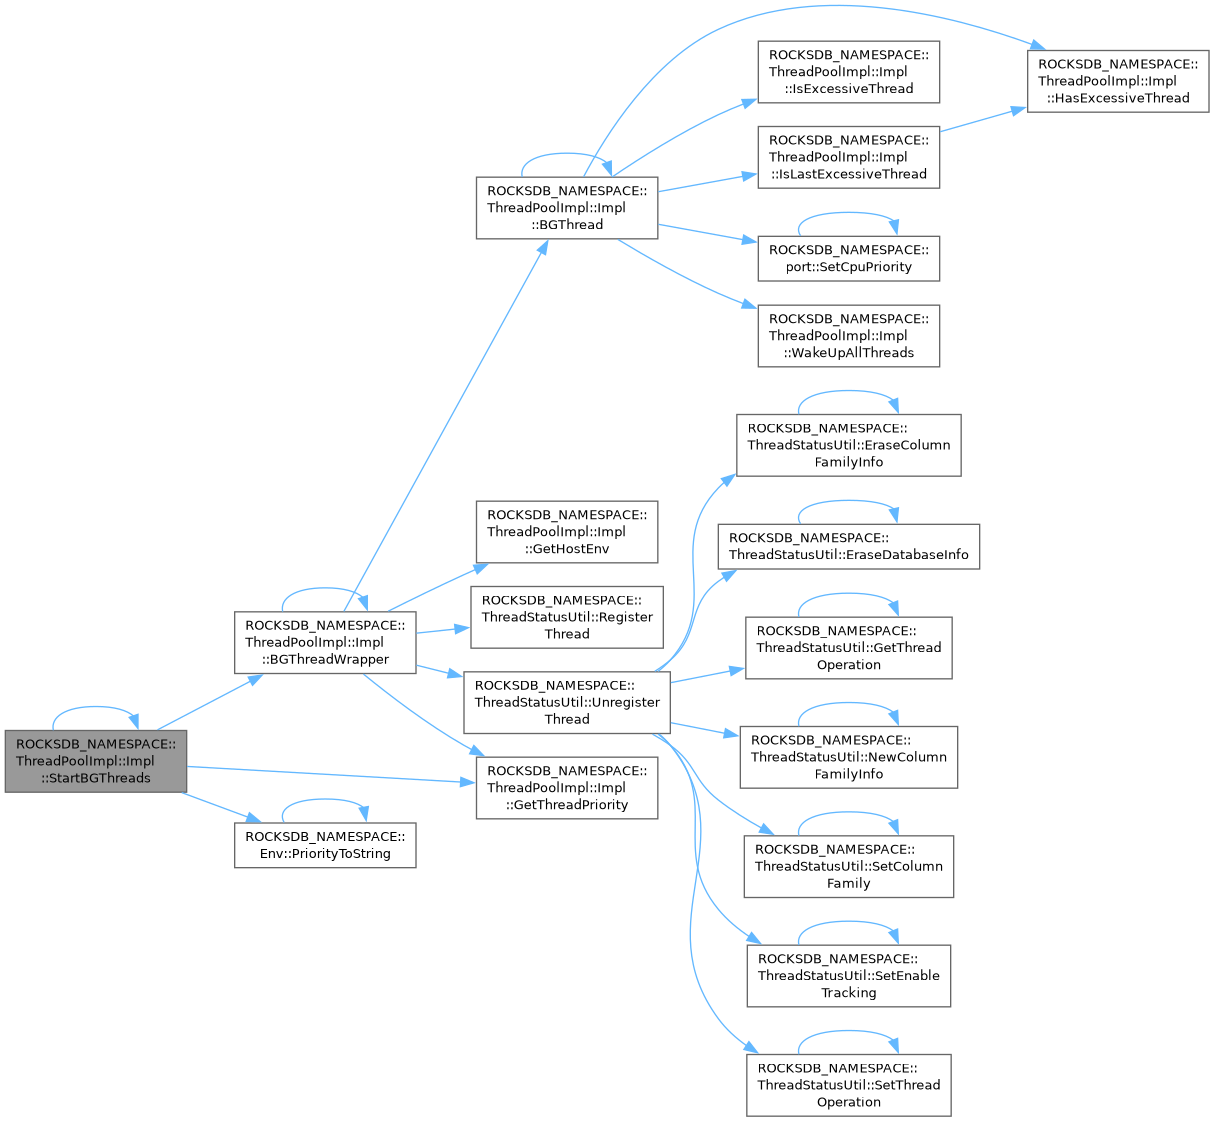 ROCKSDB_NAMESPACE::
ThreadPoolImpl::Impl
::StartBGThreads
ROCKSDB_NAMESPACE::
ThreadPoolImpl::Impl
::BGThreadWrapper
ROCKSDB_NAMESPACE::
Env::PriorityToString
ROCKSDB_NAMESPACE::
ThreadPoolImpl::Impl
::BGThread
ROCKSDB_NAMESPACE::
ThreadPoolImpl::Impl
::GetHostEnv
ROCKSDB_NAMESPACE::
ThreadStatusUtil::Register
Thread
ROCKSDB_NAMESPACE::
ThreadStatusUtil::Unregister
Thread
ROCKSDB_NAMESPACE::
ThreadPoolImpl::Impl
::GetThreadPriority
ROCKSDB_NAMESPACE::
ThreadPoolImpl::Impl
::IsExcessiveThread
ROCKSDB_NAMESPACE::
ThreadPoolImpl::Impl
::IsLastExcessiveThread
ROCKSDB_NAMESPACE::
port::SetCpuPriority
ROCKSDB_NAMESPACE::
ThreadPoolImpl::Impl
::WakeUpAllThreads
ROCKSDB_NAMESPACE::
ThreadStatusUtil::EraseColumn
FamilyInfo
ROCKSDB_NAMESPACE::
ThreadStatusUtil::EraseDatabaseInfo
ROCKSDB_NAMESPACE::
ThreadStatusUtil::GetThread
Operation
ROCKSDB_NAMESPACE::
ThreadStatusUtil::NewColumn
FamilyInfo
ROCKSDB_NAMESPACE::
ThreadStatusUtil::SetColumn
Family
ROCKSDB_NAMESPACE::
ThreadStatusUtil::SetEnable
Tracking
ROCKSDB_NAMESPACE::
ThreadStatusUtil::SetThread
Operation
ROCKSDB_NAMESPACE::
ThreadPoolImpl::Impl
::HasExcessiveThread